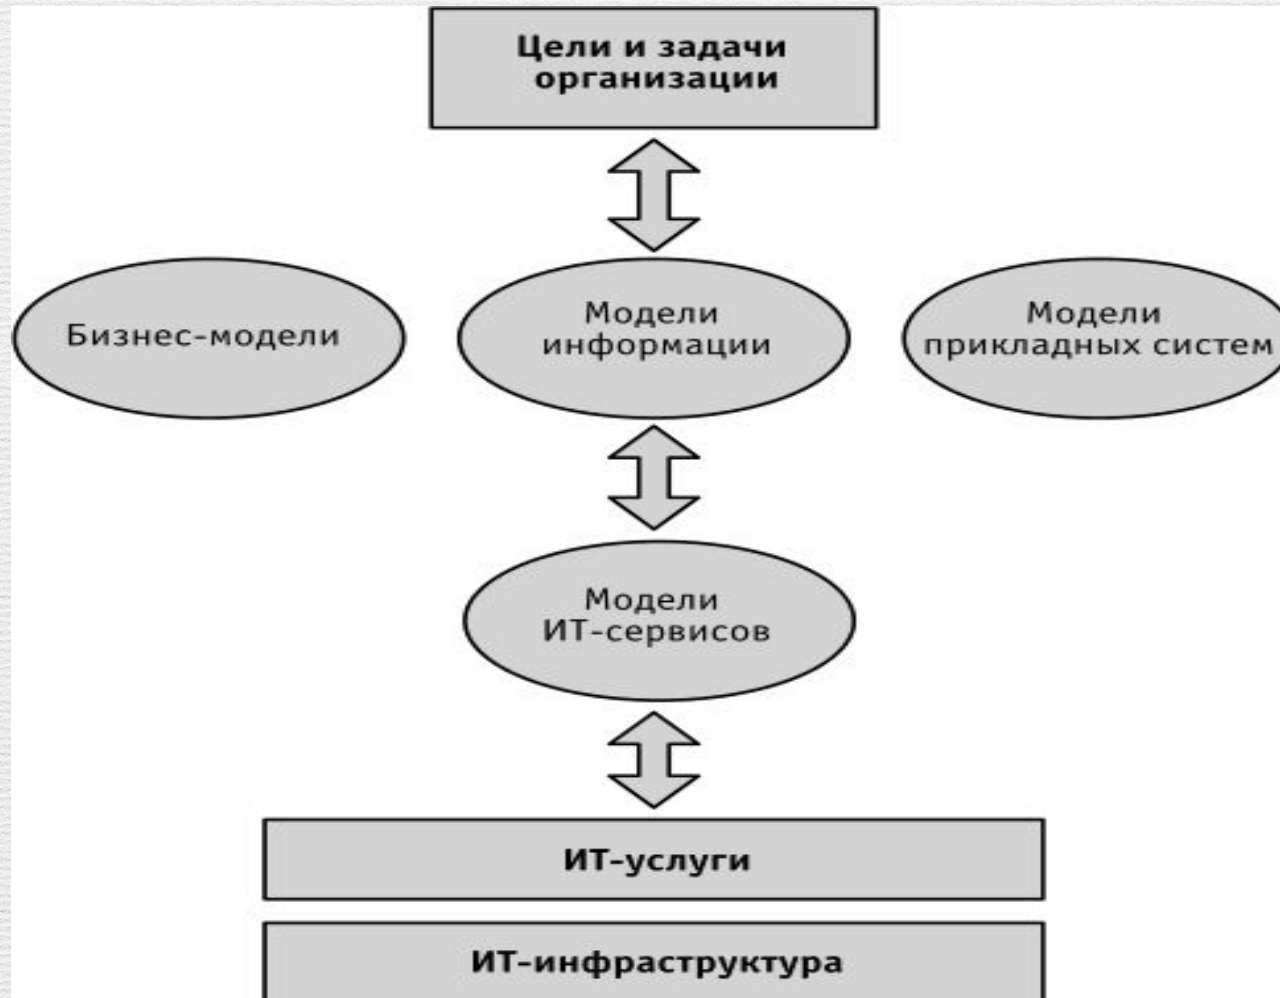 Цели и задачи
организации
Бизнес-модели
Модели
информации
Модели
прикладных систем
Модели
ИТ-сервисов
ИТ-услуги
ИТ-инфраструктура